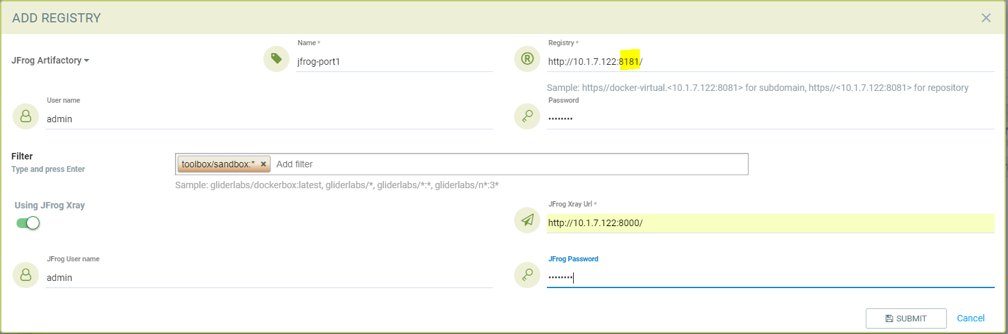 ADD REGISTRY
JFrog Artifactory
Name *
jfrog-port1
Registry *
http://10.1.7.122:8181/
Sample: https//docker-virtual.<10.1.7.122:8081> for subdomain, https//<10.1.7.122:8081> for repository
User name
admin
Password
••••••••
Filter
Type and press Enter
toolbox/sandbox:* × Add filter
Sample: gliderlabs/dockerbox:latest, gliderlabs/*, gliderlabs/*:*, gliderlabs/n*:3*
Using JFrog Xray
JFrog Xray Url *
http://10.1.7.122:8000/
JFrog User name
admin
JFrog Password
••••••••
SUBMIT Cancel